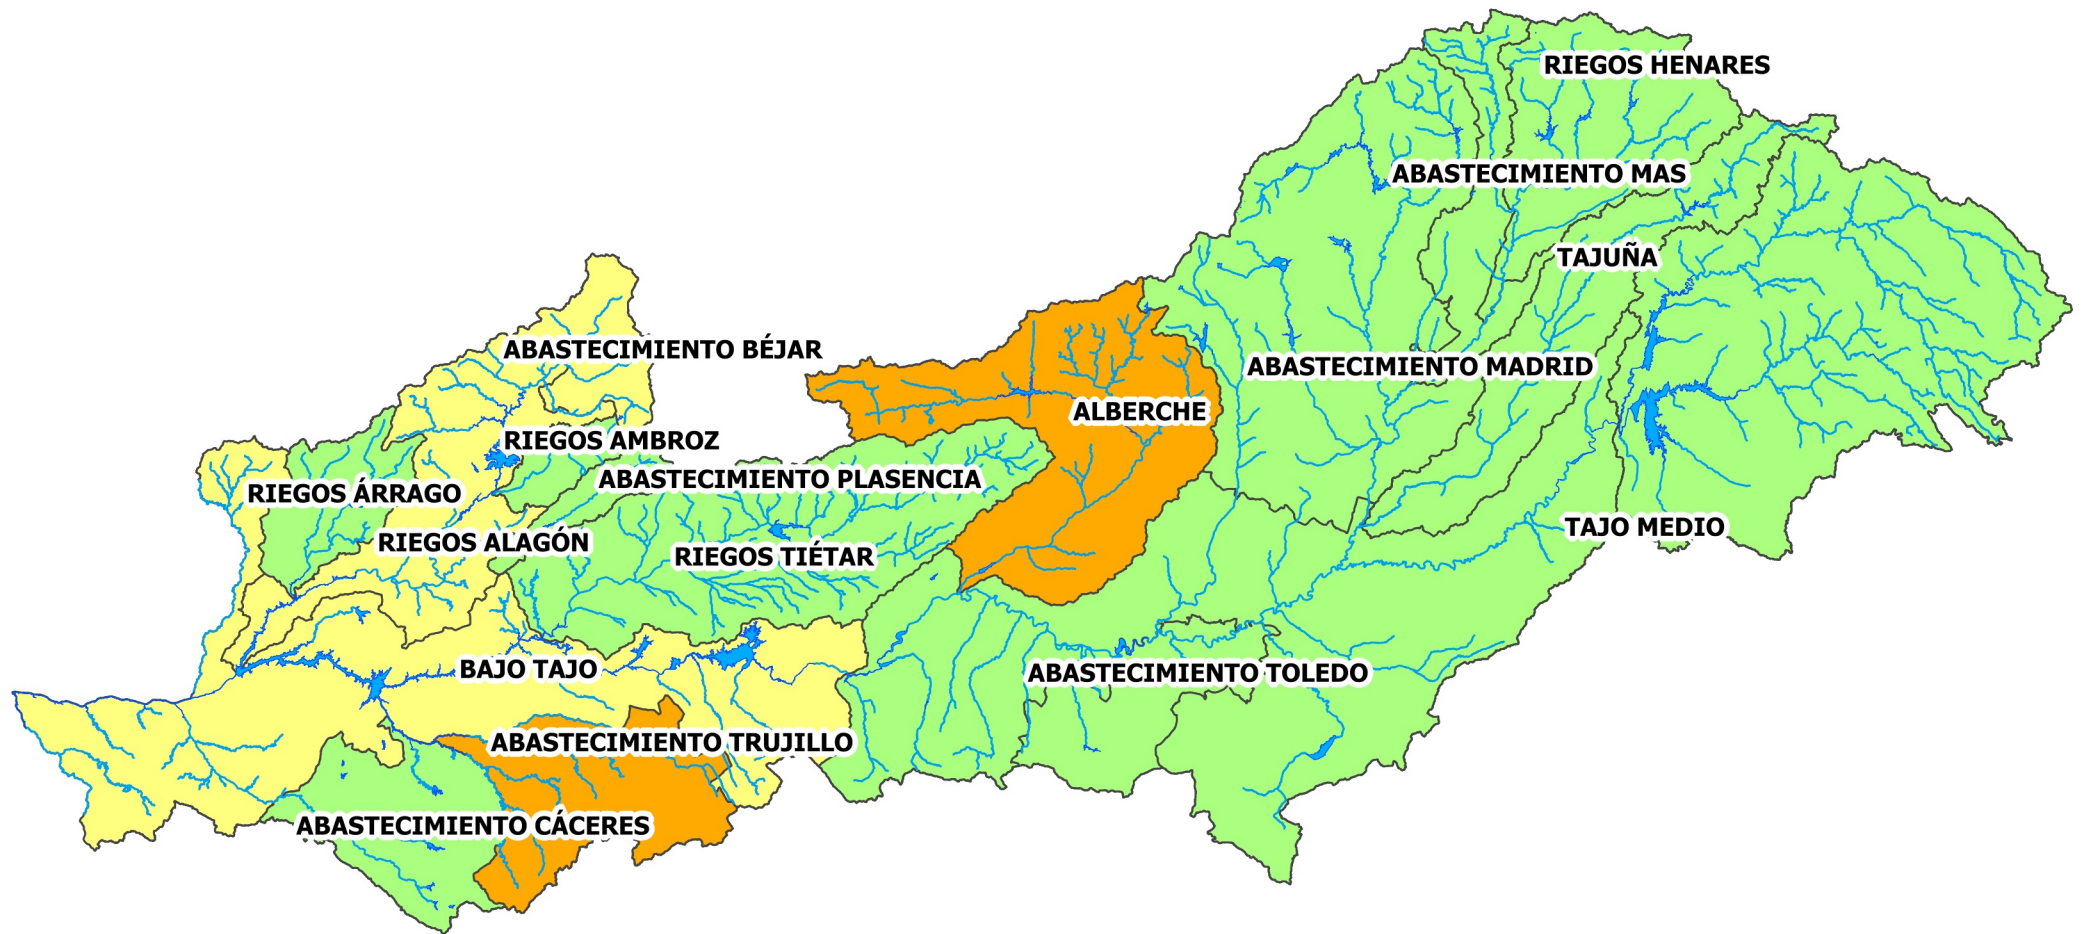 RIEGOS HENARES
ABASTECIMIENTO MAS
TAJUÑA
ABASTECIMIENTO BÉJAR
ABASTECIMIENTO MADRID
ALBERCHE
RIEGOS AMBROZ
ABASTECIMIENTO PLASENCIA
RIEGOS ÁRRAGO
TAJO MEDIO
RIEGOS ALAGÓN
RIEGOS TIÉTAR
BAJO TAJO
ABASTECIMIENTO TOLEDO
ABASTECIMIENTO TRUJILLO
ABASTECIMIENTO CÁCERES